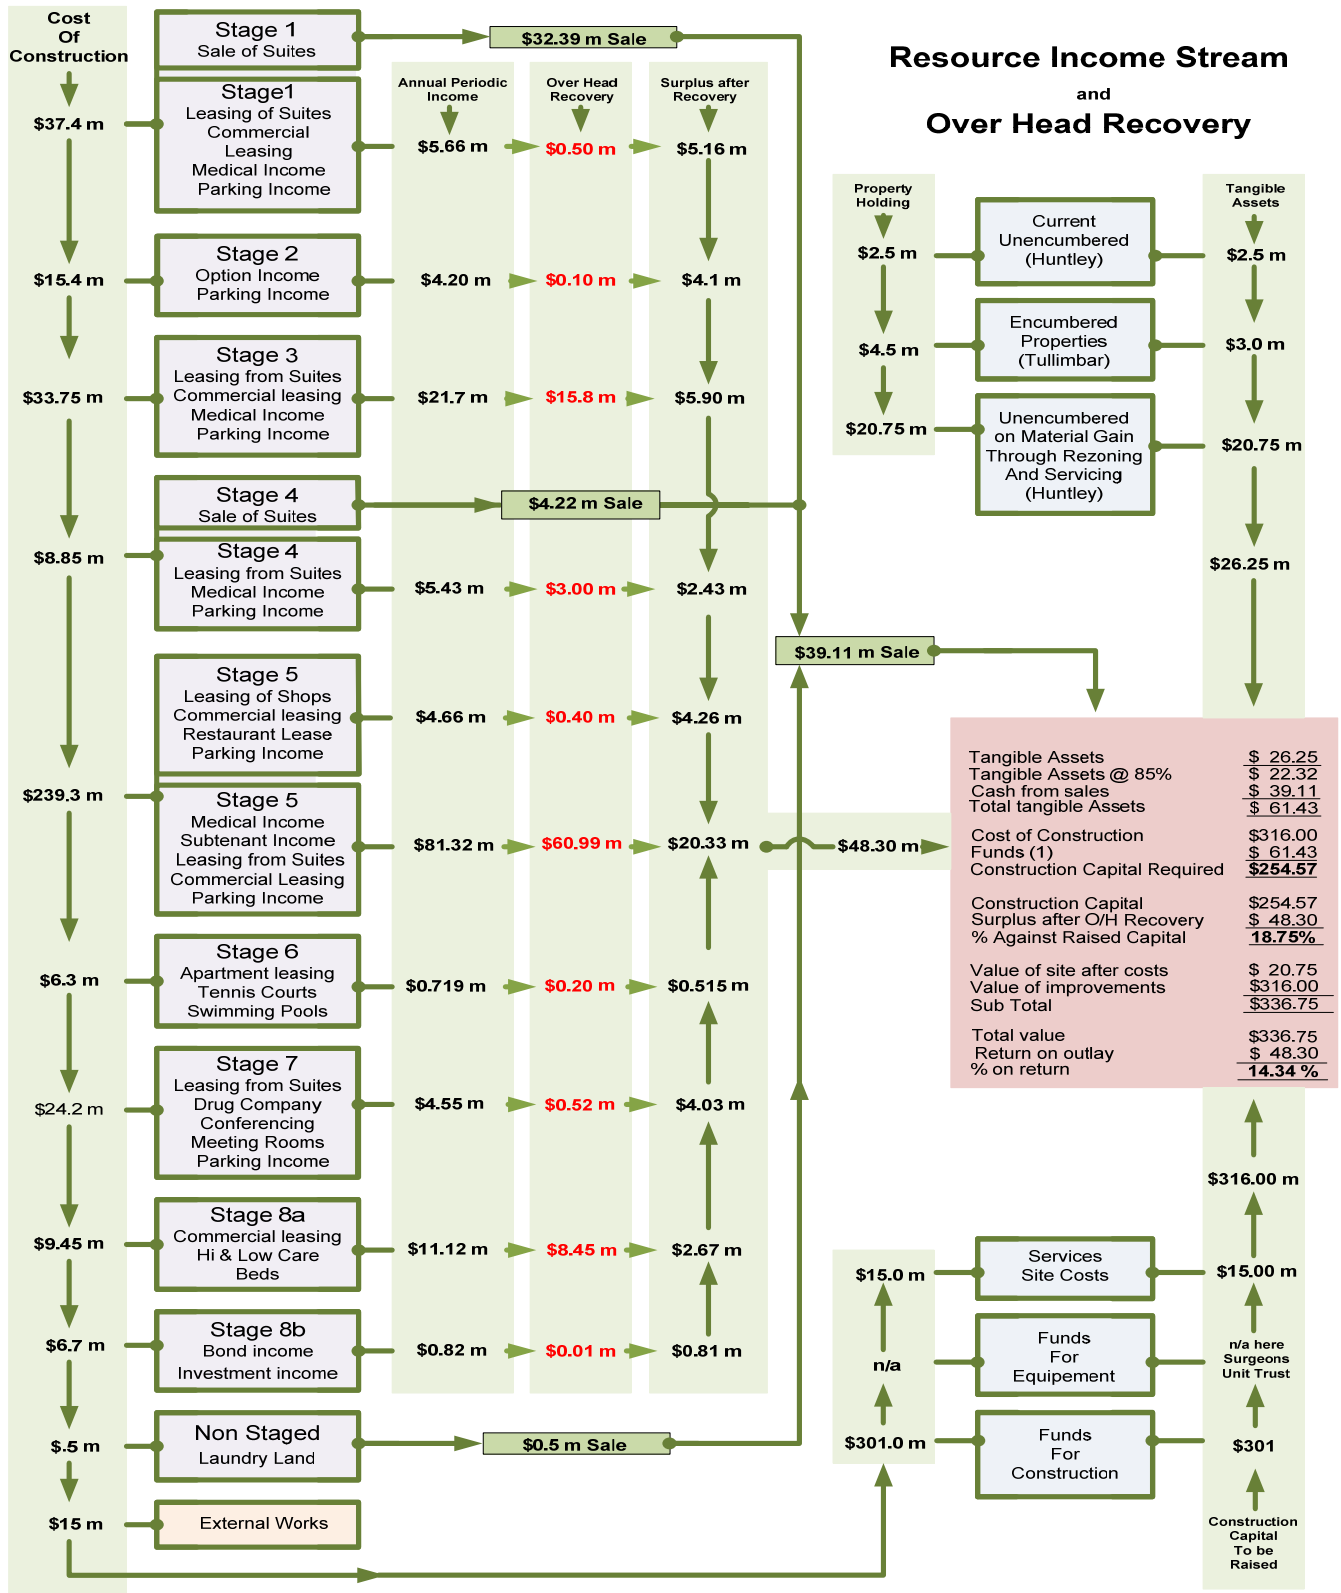 Cost
Of
Construction
$37.4 m
$15.4 m
$33.75 m
$8.85 m
$239.3 m
$6.3 m
$24.2 m
$9.45 m
$6.7 m
$.5 m
$15 m
Stage 1
Sale of Suites
$32.39 m Sale
Stage1
Leasing of Suites
Commercial
Leasing
Medical Income
Parking Income
Stage 2
Option Income
Parking Income
Stage 3
Leasing from Suites
Commercial leasing
Medical Income
Parking Income
Stage 4
Sale of Suites
$4.22 m Sale
Stage 4
Leasing from Suites
Medical Income
Parking Income
Stage 5
Leasing of Shops
Commercial leasing
Restaurant Lease
Parking Income
Stage 5
Medical Income
Subtenant Income
Leasing from Suites
Commercial Leasing
Parking Income
Stage 6
Apartment leasing
Tennis Courts
Swimming Pools
Stage 7
Leasing from Suites
Drug Company
Conferencing
Meeting Rooms
Parking Income
Stage 8a
Commercial leasing
Hi & Low Care
Beds
Stage 8b
Bond income
Investment income
Non Staged
Laundry Land
$0.5 m Sale
External Works
Annual Periodic
Income
$5.66 m
$4.20 m
$21.7 m
$5.43 m
$4.66 m
$81.32 m
$0.719 m
$4.55 m
$11.12 m
$0.82 m
Over Head
Recovery
$0.50 m
$0.10 m
$15.8 m
$3.00 m
$0.40 m
$60.99 m
$0.20 m
$0.52 m
$8.45 m
$0.01 m
Surplus after
Recovery
$5.16 m
$4.1 m
$5.90 m
$2.43 m
$4.26 m
$20.33 m
$0.515 m
$4.03 m
$2.67 m
$0.81 m
$39.11 m Sale
$48.30 m
Resource Income Stream
and
Over Head Recovery
Property
Holding
$2.5 m
$4.5 m
$20.75 m
Current
Unencumbered
(Huntley)
Encumbered
Properties
(Tullimbar)
Unencumbered
on Material Gain
Through Rezoning
And Servicing
(Huntley)
Tangible
Assets
$2.5 m
$3.0 m
$20.75 m
$26.25 m
Tangible Assets $ 26.25
Tangible Assets @ 85% $ 22.32
Cash from sales $ 39.11
Total tangible Assets $ 61.43
Cost of Construction $316.00
Funds (1) $ 61.43
Construction Capital Required $254.57
Construction Capital $254.57
Surplus after O/H Recovery $ 48.30
% Against Raised Capital 18.75%
Value of site after costs $ 20.75
Value of improvements $316.00
Sub Total $336.75
Total value $336.75
Return on outlay $ 48.30
% on return 14.34 %
$316.00 m
$15.0 m
Services
Site Costs
$15.00 m
n/a
Funds
For
Equipement
n/a here
Surgeons
Unit Trust
$301.0 m
Funds
For
Construction
$301
Construction
Capital
To be
Raised